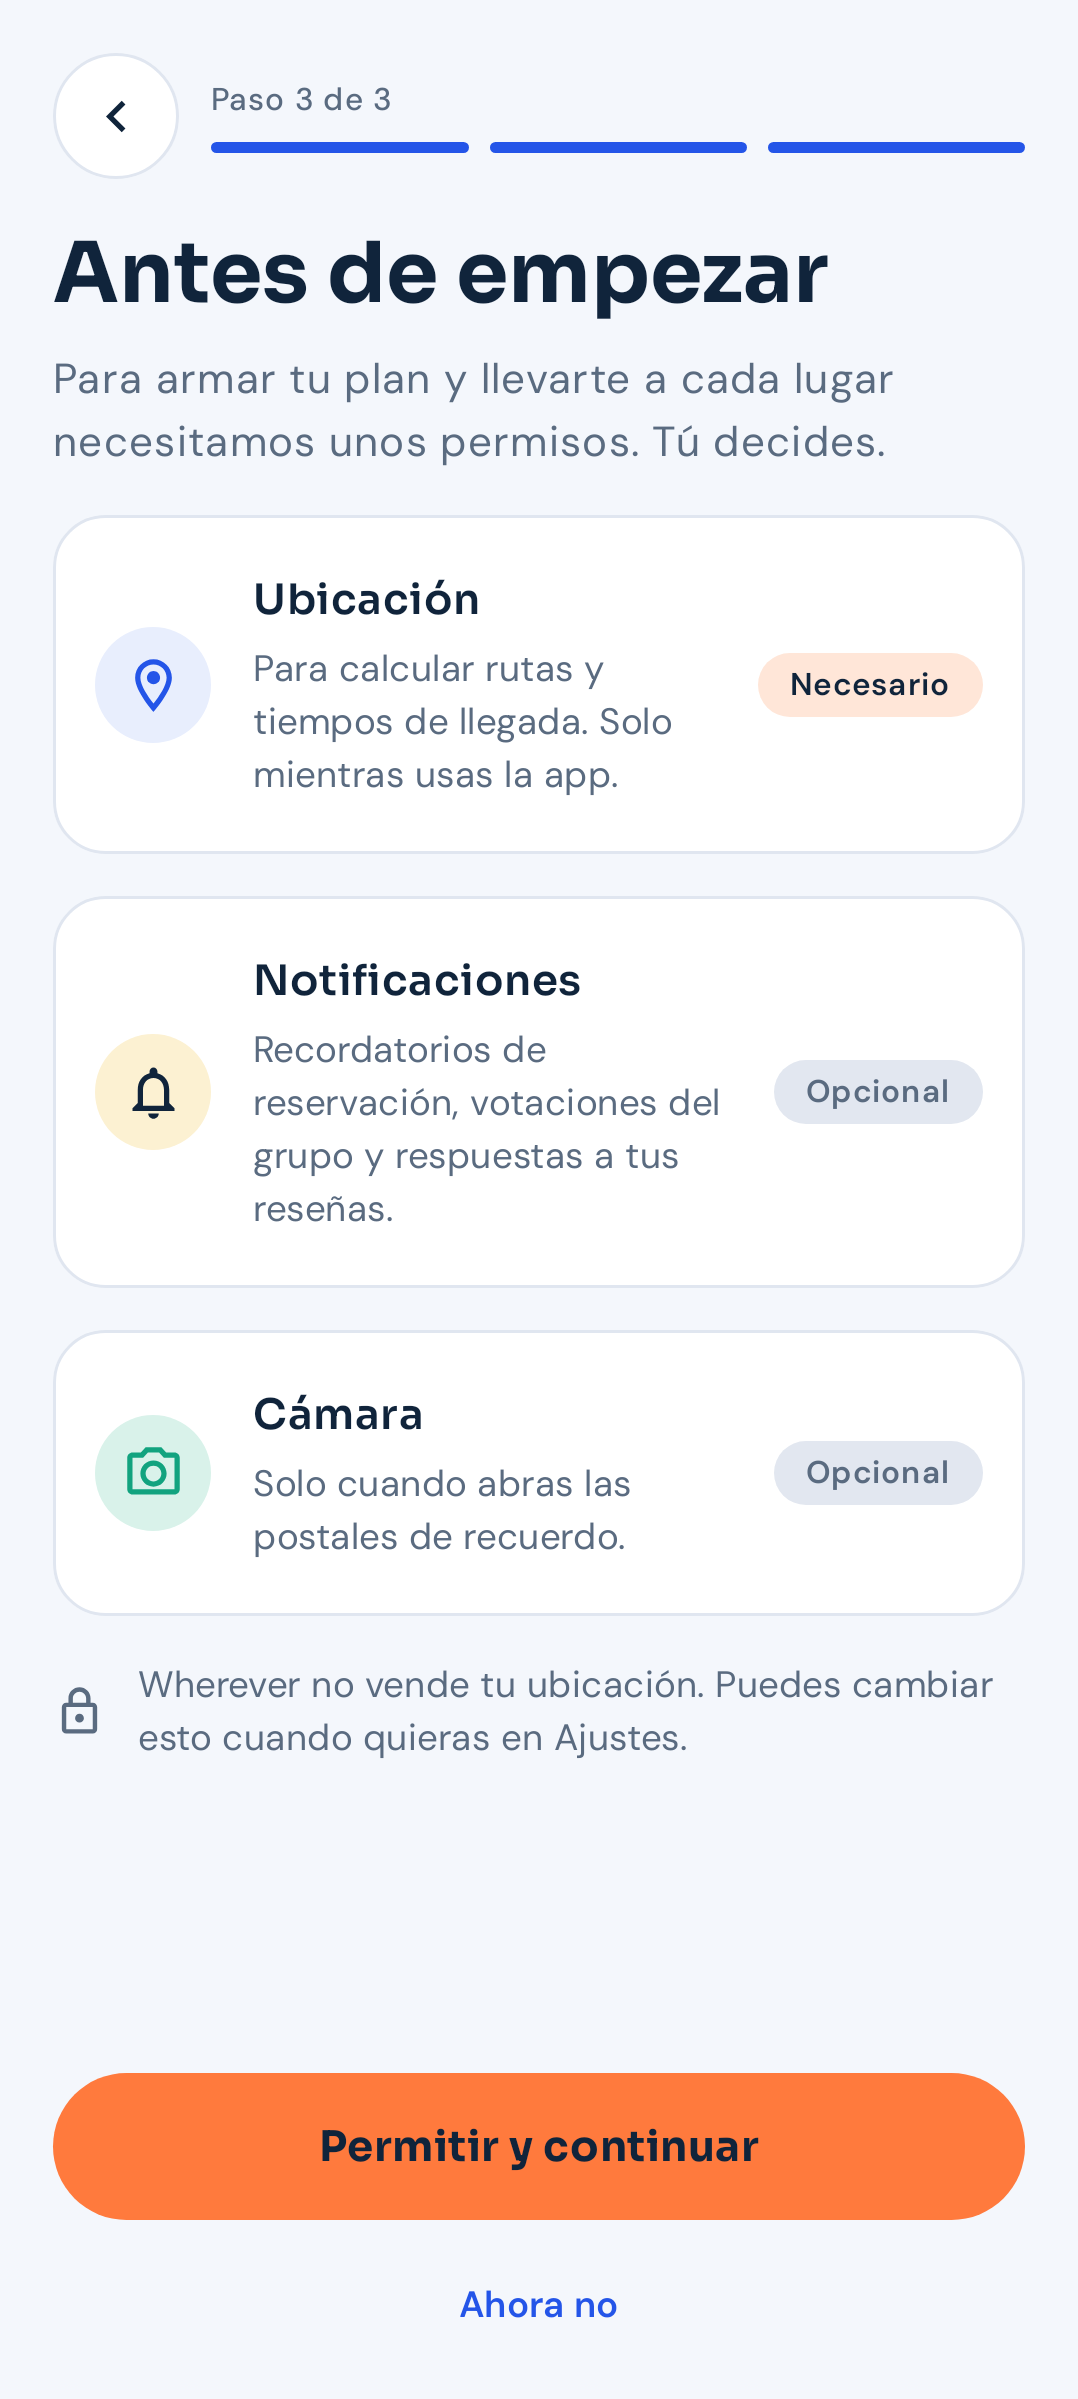 Paso 3 de 3
Antes de empezar
Para armar tu plan y llevarte a cada lugar
necesitamos unos permisos. Tú decides.
Ubicación
Para calcular rutas y
tiempos de llegada. Solo
mientras usas la app.
Necesario
Notificaciones
Recordatorios de
reservación, votaciones del
grupo y respuestas a tus
reseñas.
Opcional
Cámara
Solo cuando abras las
postales de recuerdo.
Opcional
Wherever no vende tu ubicación. Puedes cambiar
esto cuando quieras en Ajustes.
Permitir y continuar
Ahora no